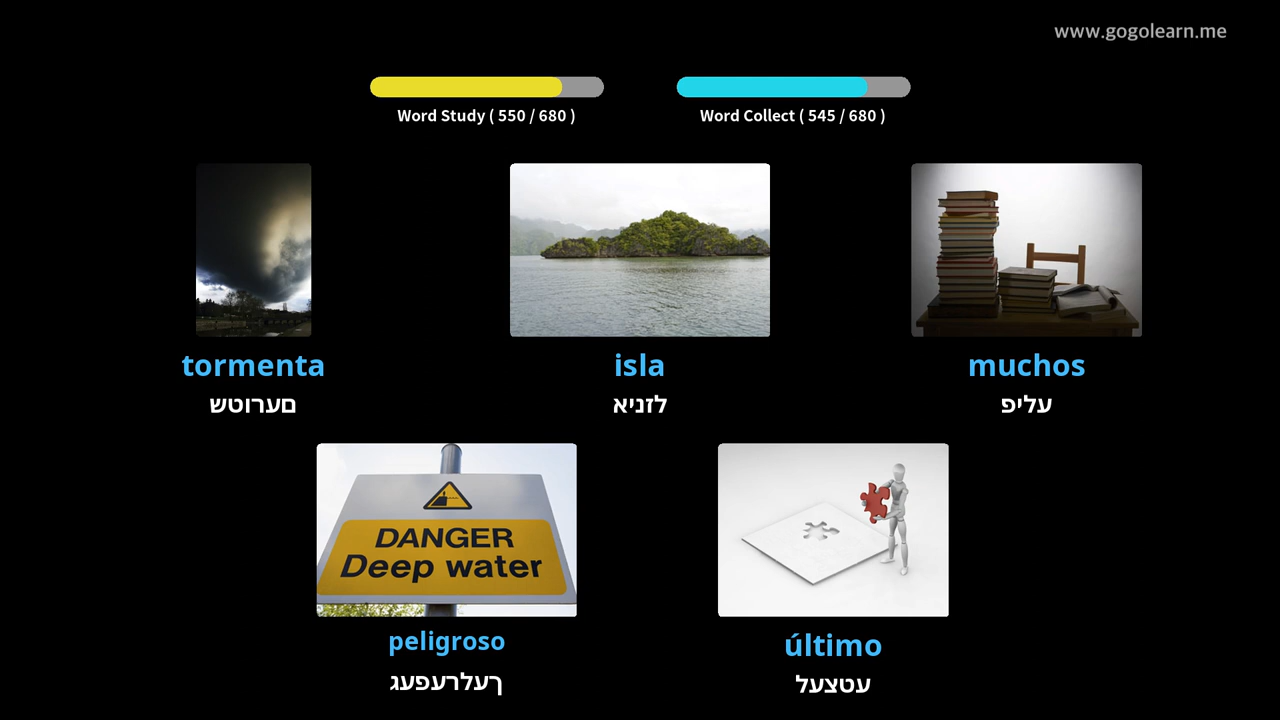 www.gogolearn.me
Word Study ( 550 / 680 )
Word Collect ( 545 / 680 )
tormenta
שטורעם
isla
אינזל
muchos
פילע
DANGER
Deep water
peligroso
געפערלעך
último
לעצטע